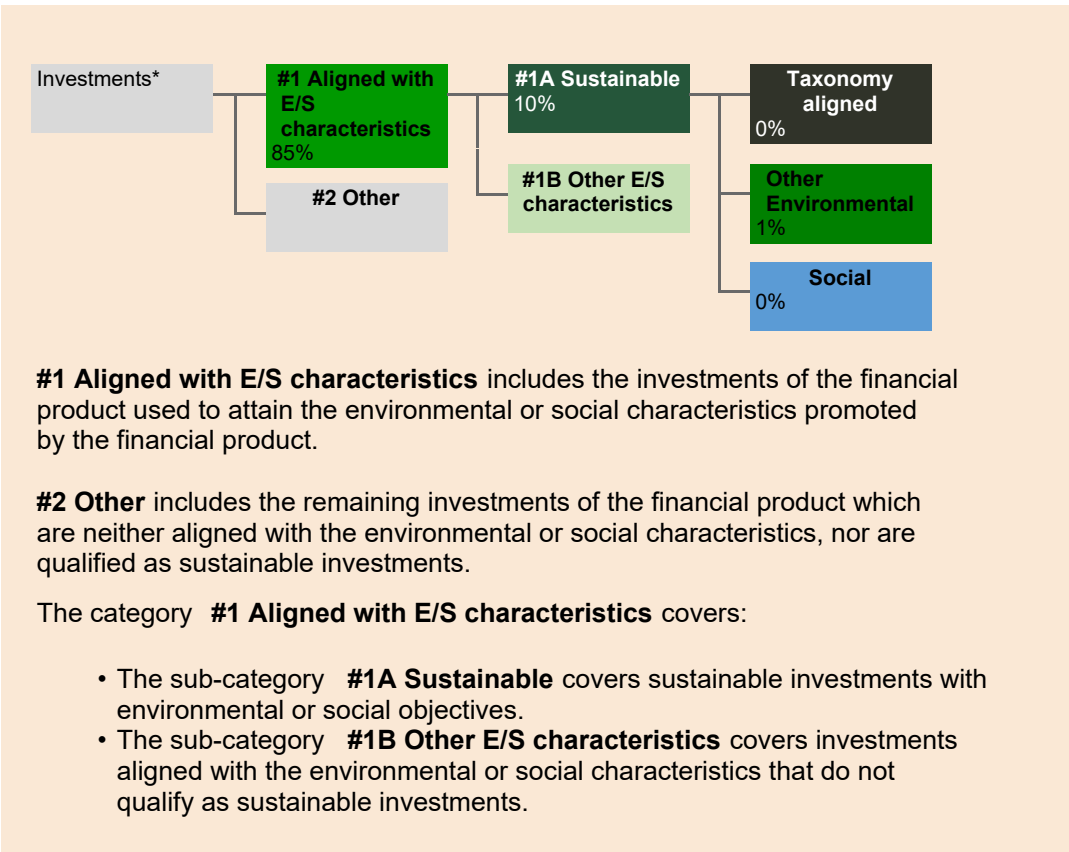 Investments*
#1 Aligned with
E/S
characteristics
85%
#2 Other
#1A Sustainable
10%
#1B Other E/S
characteristics
Taxonomy
aligned
0%
Other
Environmental
1%
Social
0%
#1 Aligned with E/S characteristics includes the investments of the financial
product used to attain the environmental or social characteristics promoted
by the financial product.
#2 Other includes the remaining investments of the financial product which
are neither aligned with the environmental or social characteristics, nor are
qualified as sustainable investments.
The category #1 Aligned with E/S characteristics covers:
• The sub-category #1A Sustainable covers sustainable investments with
environmental or social objectives.
• The sub-category #1B Other E/S characteristics covers investments
aligned with the environmental or social characteristics that do not
qualify as sustainable investments.